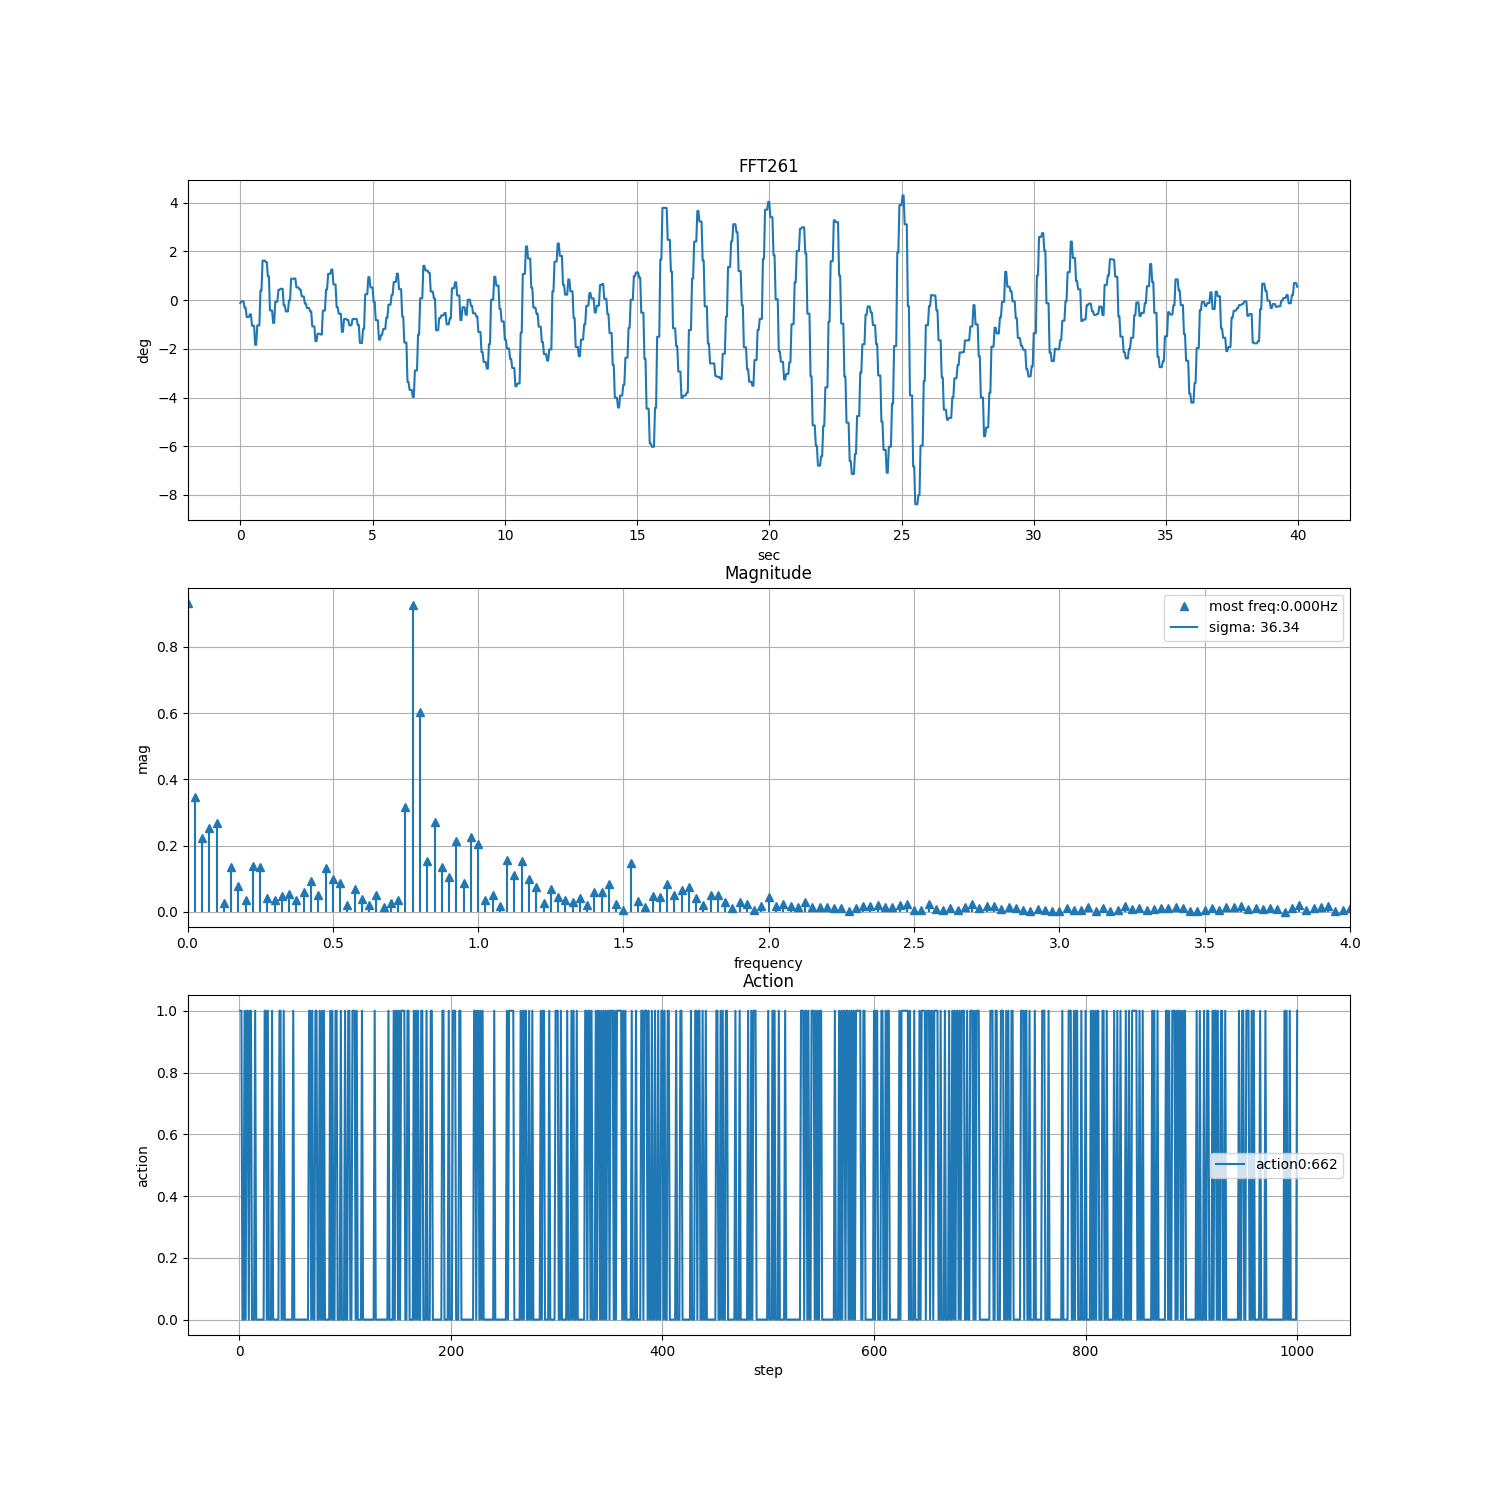 FFT261
4
2
0
−2
−4
−6
−8
deg
0 5 10 15 20 25 30 35 40
sec
Magnitude
most freq:0.000Hz
sigma: 36.34
0.8
0.6
0.4
0.2
0.0
mag
0.0 0.5 1.0 1.5 2.0 2.5 3.0 3.5 4.0
frequency
Action
1.0
0.8
0.6
0.4
0.2
0.0
action
action0:662
0 200 400 600 800 1000
step